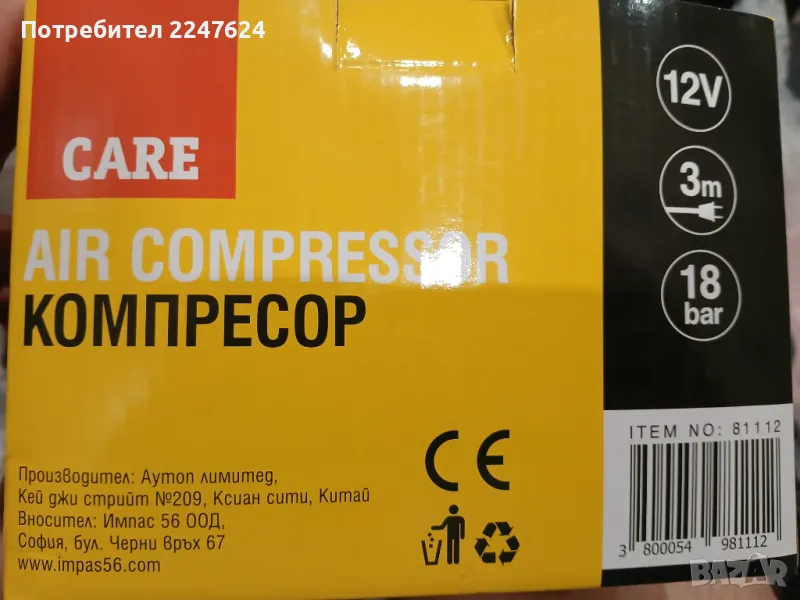 Потребител 2247624
CARE
AIR COMPRESSOR
КОМПРЕСОР
12V
3m
18
bar
ITEM NO: 81112
Производител: Аутоп лимитед,
Кей джи стрийт №209, Ксиан сити, Китай
Вносител: Импас 56 ООД,
София, бул. Черни връх 67
www.impas56.com
CE
3 800054 981112
BAZAR